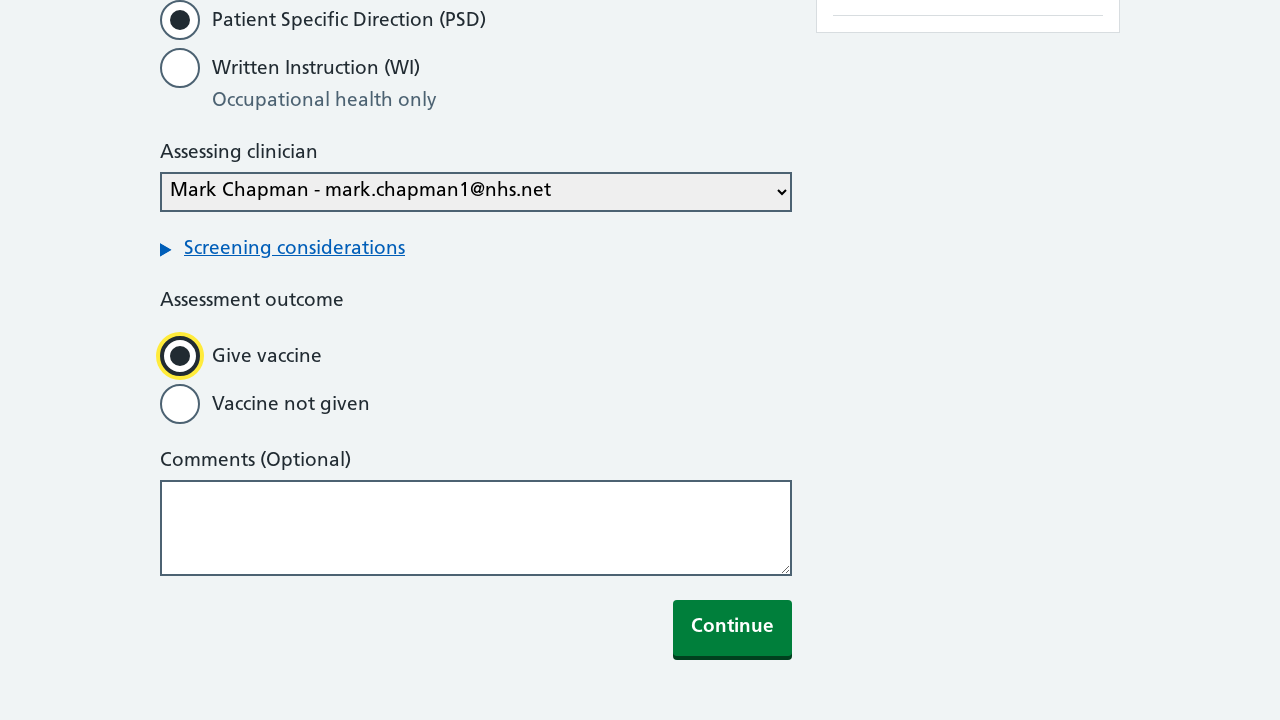 Patient Specific Direction (PSD)
Written Instruction (WI)
Occupational health only
Assessing clinician
Mark Chapman - mark.chapman1@nhs.net
Screening considerations
Assessment outcome
Give vaccine
Vaccine not given
Comments (Optional)
Continue